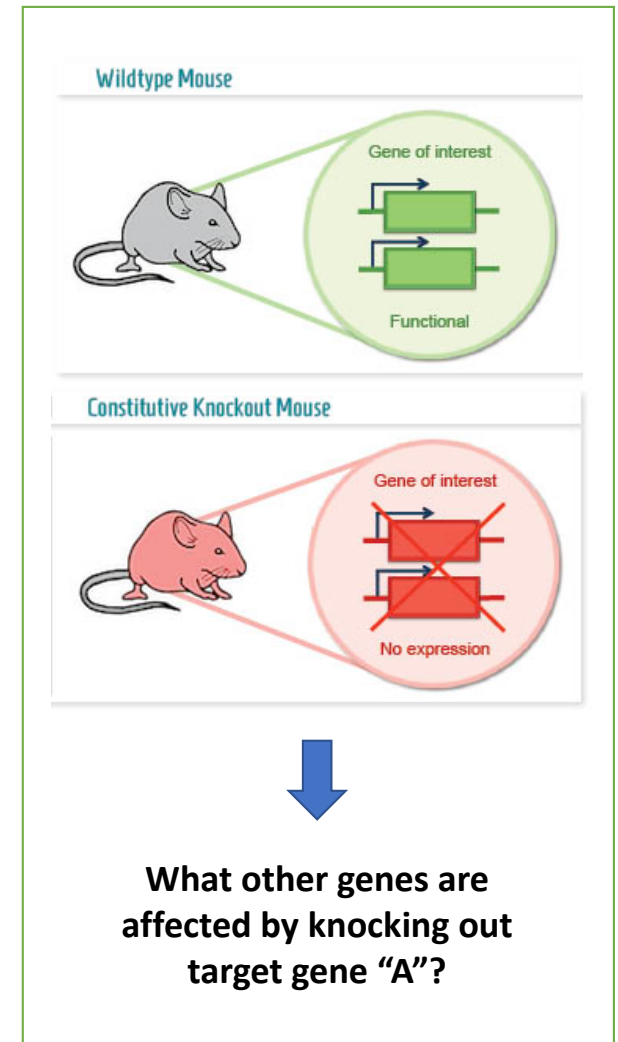 Wildtype Mouse
Gene of interest
Functional
Constitutive Knockout Mouse
Gene of interest
No expression
What other genes are
affected by knocking out
target gene “A”?